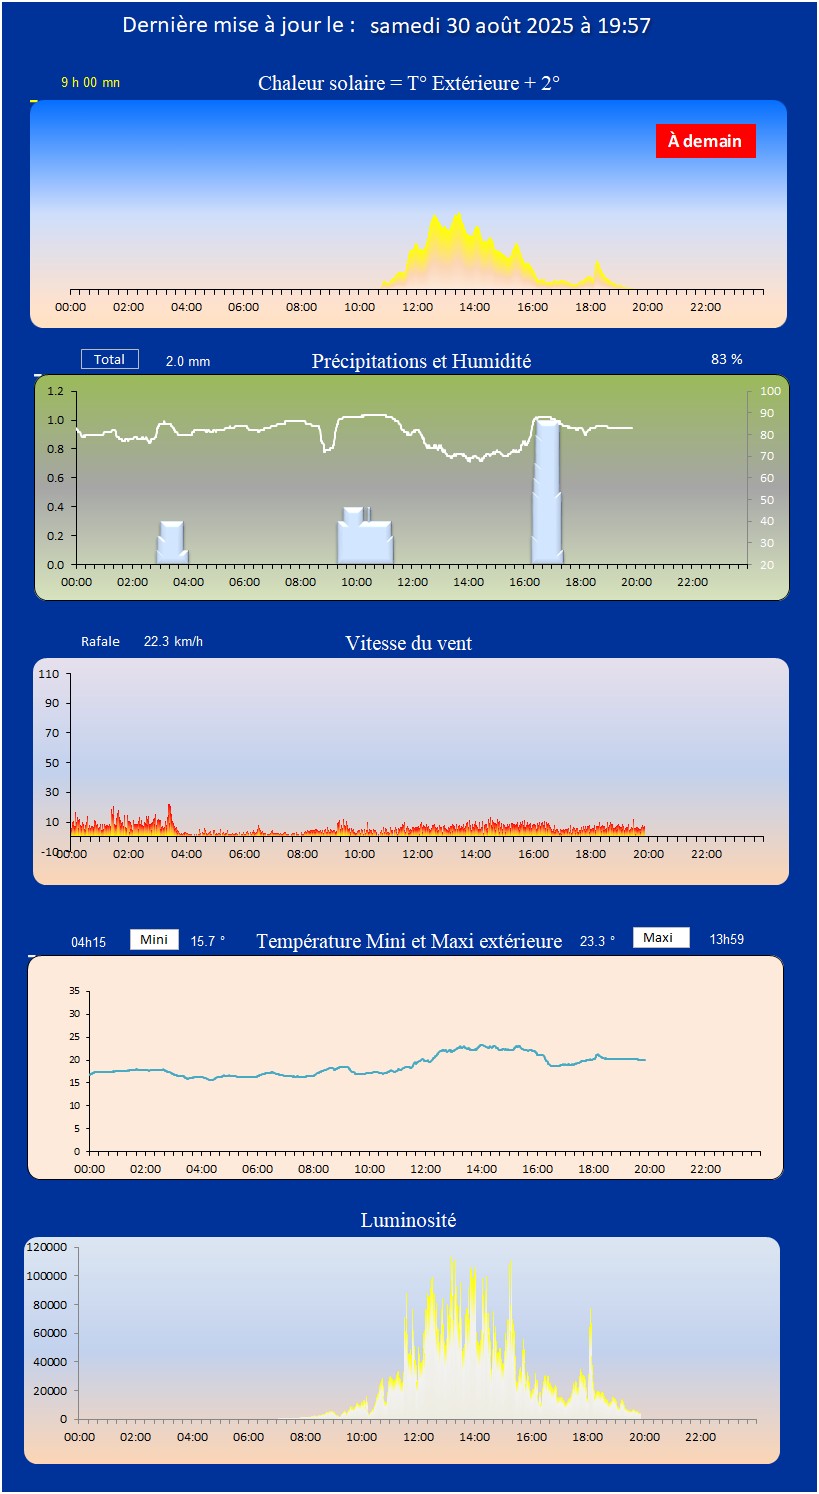 Dernière mise à jour le : samedi 30 août 2025 à 19:57
9 h 00 mn Chaleur solaire = T° Extérieure + 2°
À demain
00:00 02:00 04:00 06:00 08:00 10:00 12:00 14:00 16:00 18:00 20:00 22:00
Total 2.0 mm Précipitations et Humidité 83 %
1.2 100
90
1.0
80
0.8
70
0.6 60
50
0.4
40
0.2
30
0.0 20
00:00 02:00 04:00 06:00 08:00 10:00 12:00 14:00 16:00 18:00 20:00 22:00
Rafale 22.3 km/h Vitesse du vent
110
90
70
50
30
10
-10
00:00 02:00 04:00 06:00 08:00 10:00 12:00 14:00 16:00 18:00 20:00 22:00
04h15 Mini 15.7 ° Température Mini et Maxi extérieure 23.3 ° Maxi 13h59
35
30
25
20
15
10
5
0
00:00 02:00 04:00 06:00 08:00 10:00 12:00 14:00 16:00 18:00 20:00 22:00
Luminosité
120000
100000
80000
60000
40000
20000
0
00:00 02:00 04:00 06:00 08:00 10:00 12:00 14:00 16:00 18:00 20:00 22:00